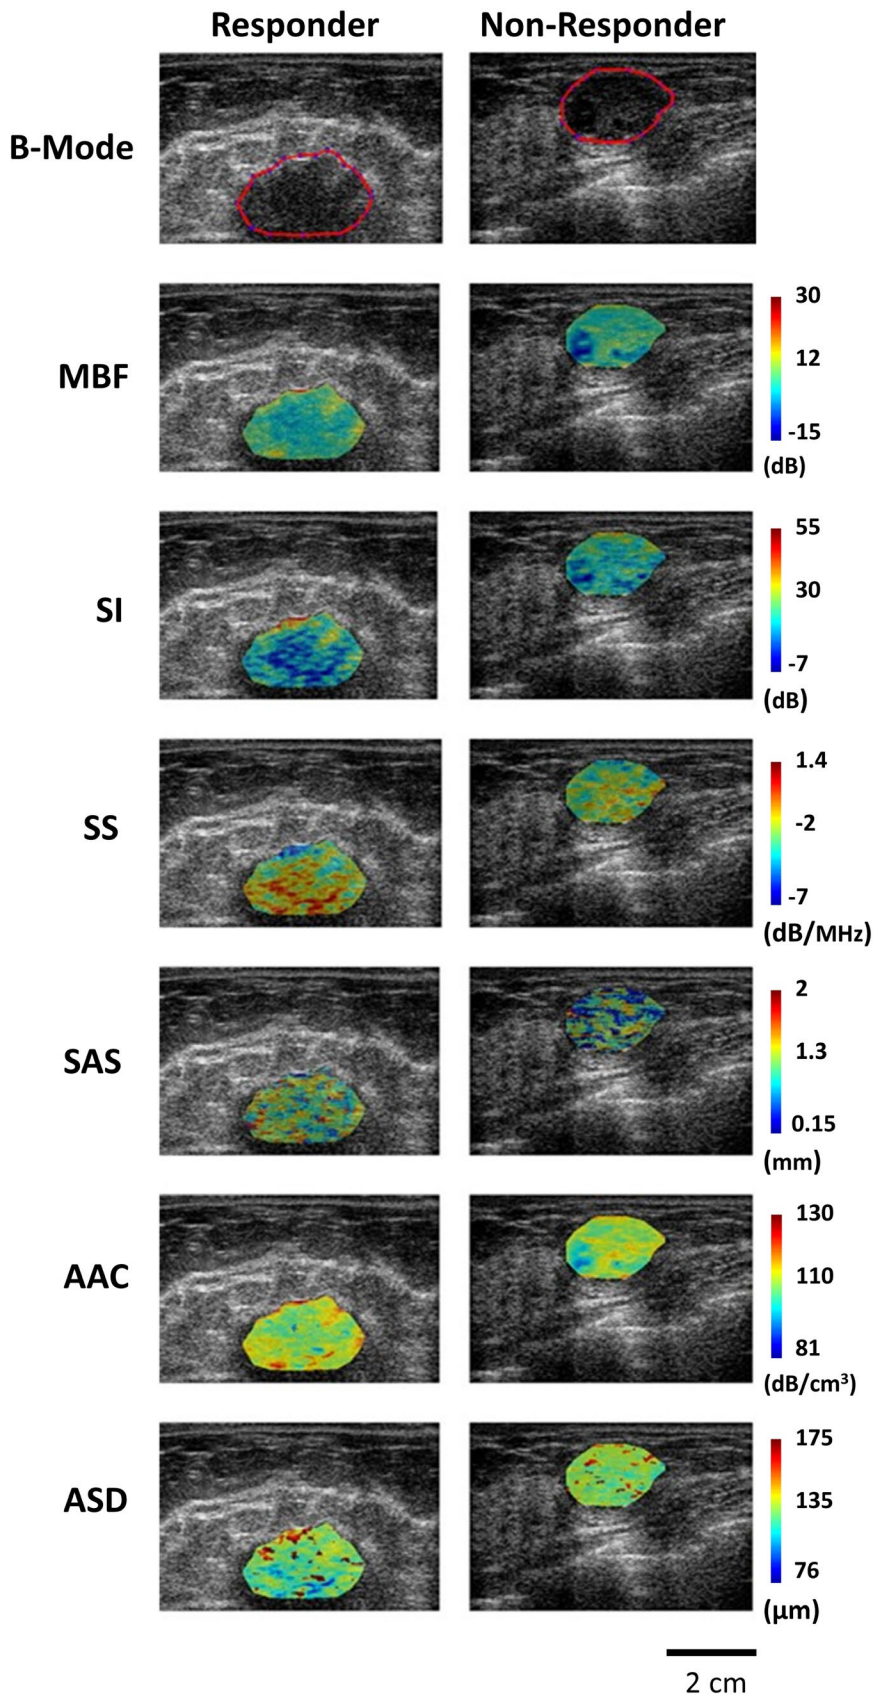 Responder Non-Responder
B-Mode
MBF
30
12
-15
(dB)
SI
55
30
-7
(dB)
SS
1.4
-2
-7
(dB/MHz)
SAS
2
1.3
0.15
(mm)
AAC
130
110
81
(dB/cm³)
ASD
175
135
76
(μm)
2 cm